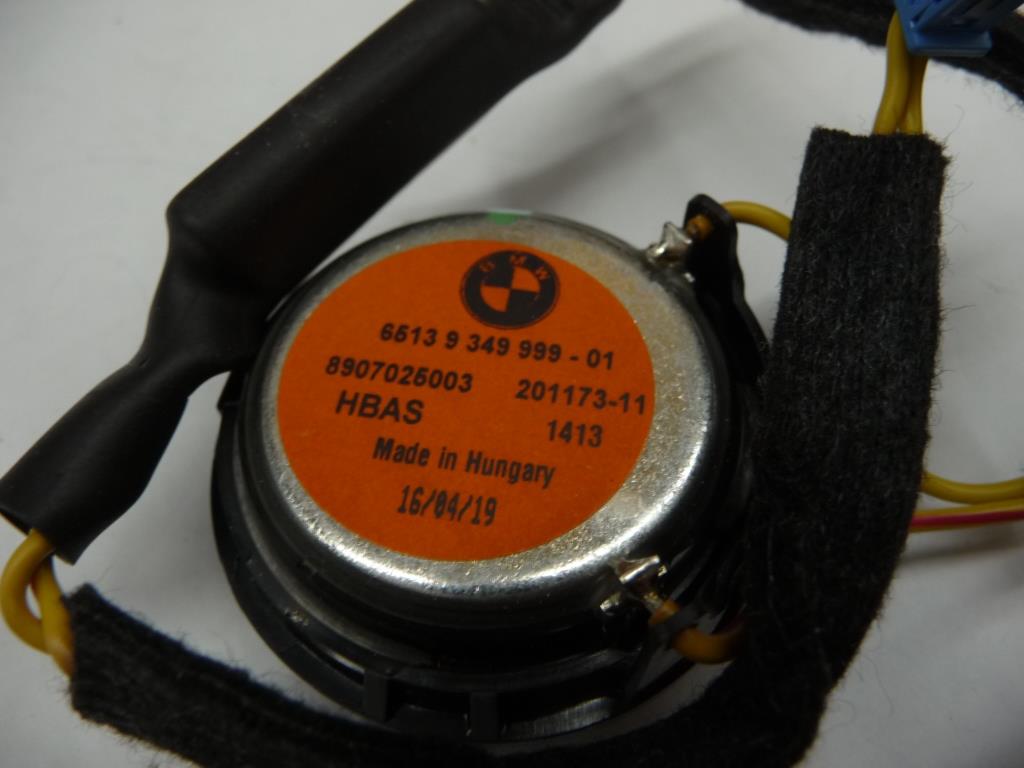 BMW
6513 9 349 999 - 01
8907025003 201173-11
HBAS 1413
Made in Hungary
16/04/19